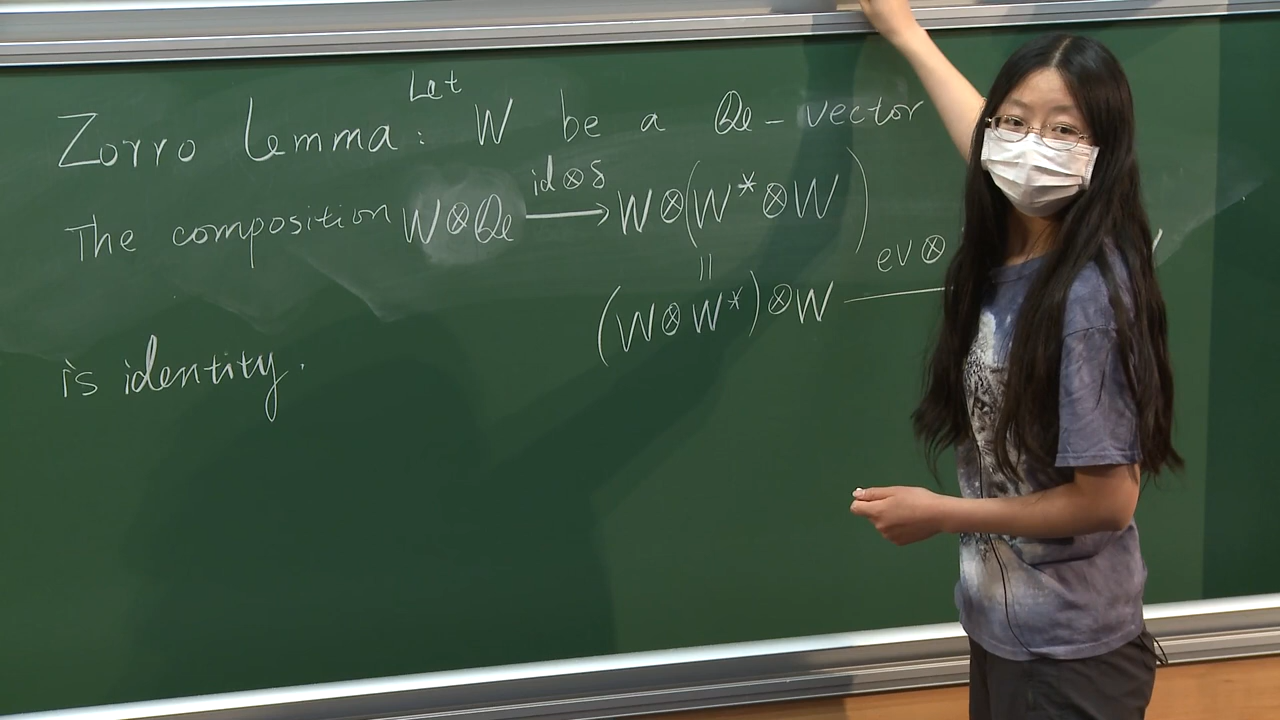 Let
Zorro Lemma: W be a Qℓ-vector
The composition W⊗Qℓ —id⊗δ→ W⊗(W*⊗W)
=
(W⊗W*)⊗W — ev⊗
is identity.